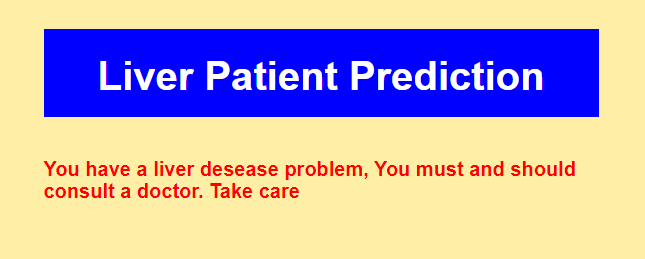 Liver Patient Prediction
You have a liver desease problem, You must and should
consult a doctor. Take care